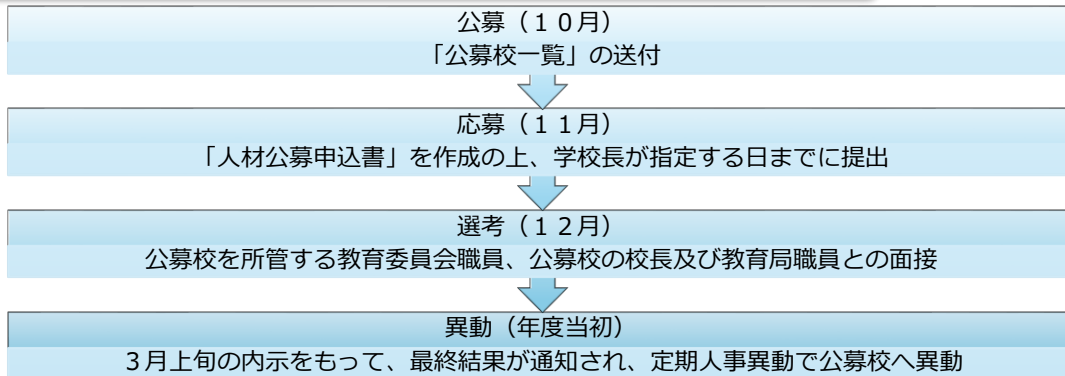 公募（１０月）
「公募校一覧」の送付
応募（１１月）
「人材公募申込書」を作成の上、学校長が指定する日までに提出
選考（１２月）
公募校を所管する教育委員会職員、公募校の校長及び教育局職員との面接
異動（年度当初）
３月上旬の内示をもって、最終結果が通知され、定期人事異動で公募校へ異動